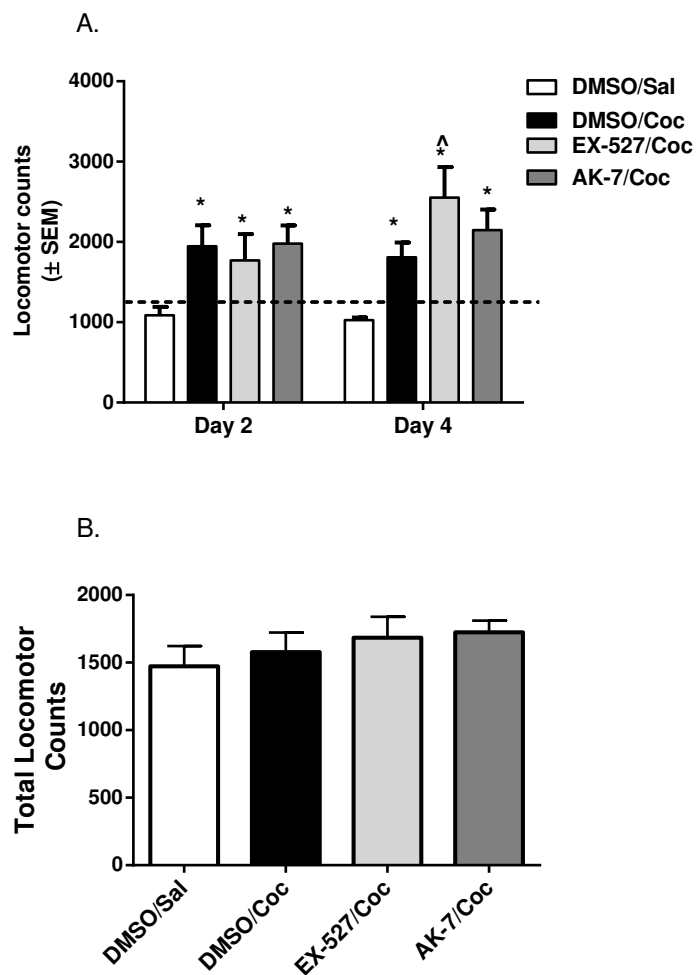 A.
4000
3000
2000
1000
0
Locomotor counts
(± SEM)
* * *
* ^ * *
Day 2 Day 4
DMSO/Sal
DMSO/Coc
EX-527/Coc
AK-7/Coc
B.
2000
1500
1000
500
0
Total Locomotor
Counts
DMSO/Sal DMSO/Coc EX-527/Coc AK-7/Coc